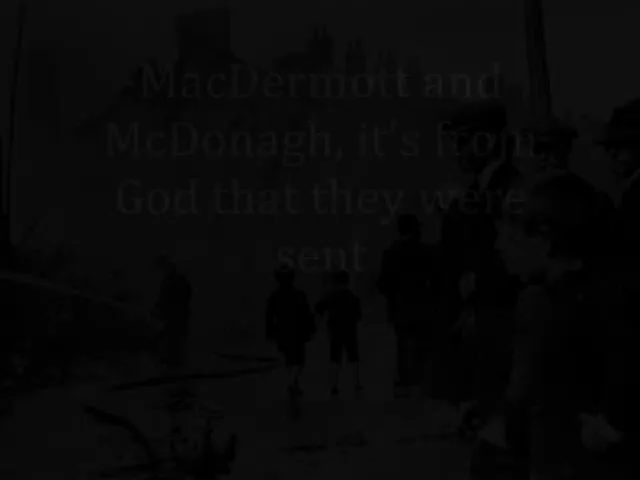 MacDermott and
McDonagh, it's from
God that they were
sent